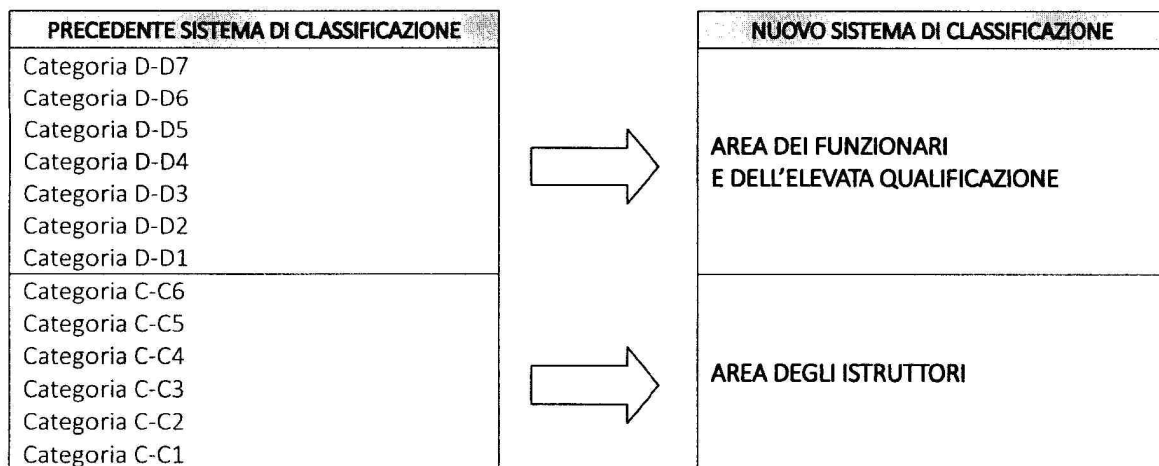 PRECEDENTE SISTEMA DI CLASSIFICAZIONE
Categoria D-D7
Categoria D-D6
Categoria D-D5
Categoria D-D4
Categoria D-D3
Categoria D-D2
Categoria D-D1
Categoria C-C6
Categoria C-C5
Categoria C-C4
Categoria C-C3
Categoria C-C2
Categoria C-C1
NUOVO SISTEMA DI CLASSIFICAZIONE
AREA DEI FUNZIONARI
E DELL'ELEVATA QUALIFICAZIONE
AREA DEGLI ISTRUTTORI